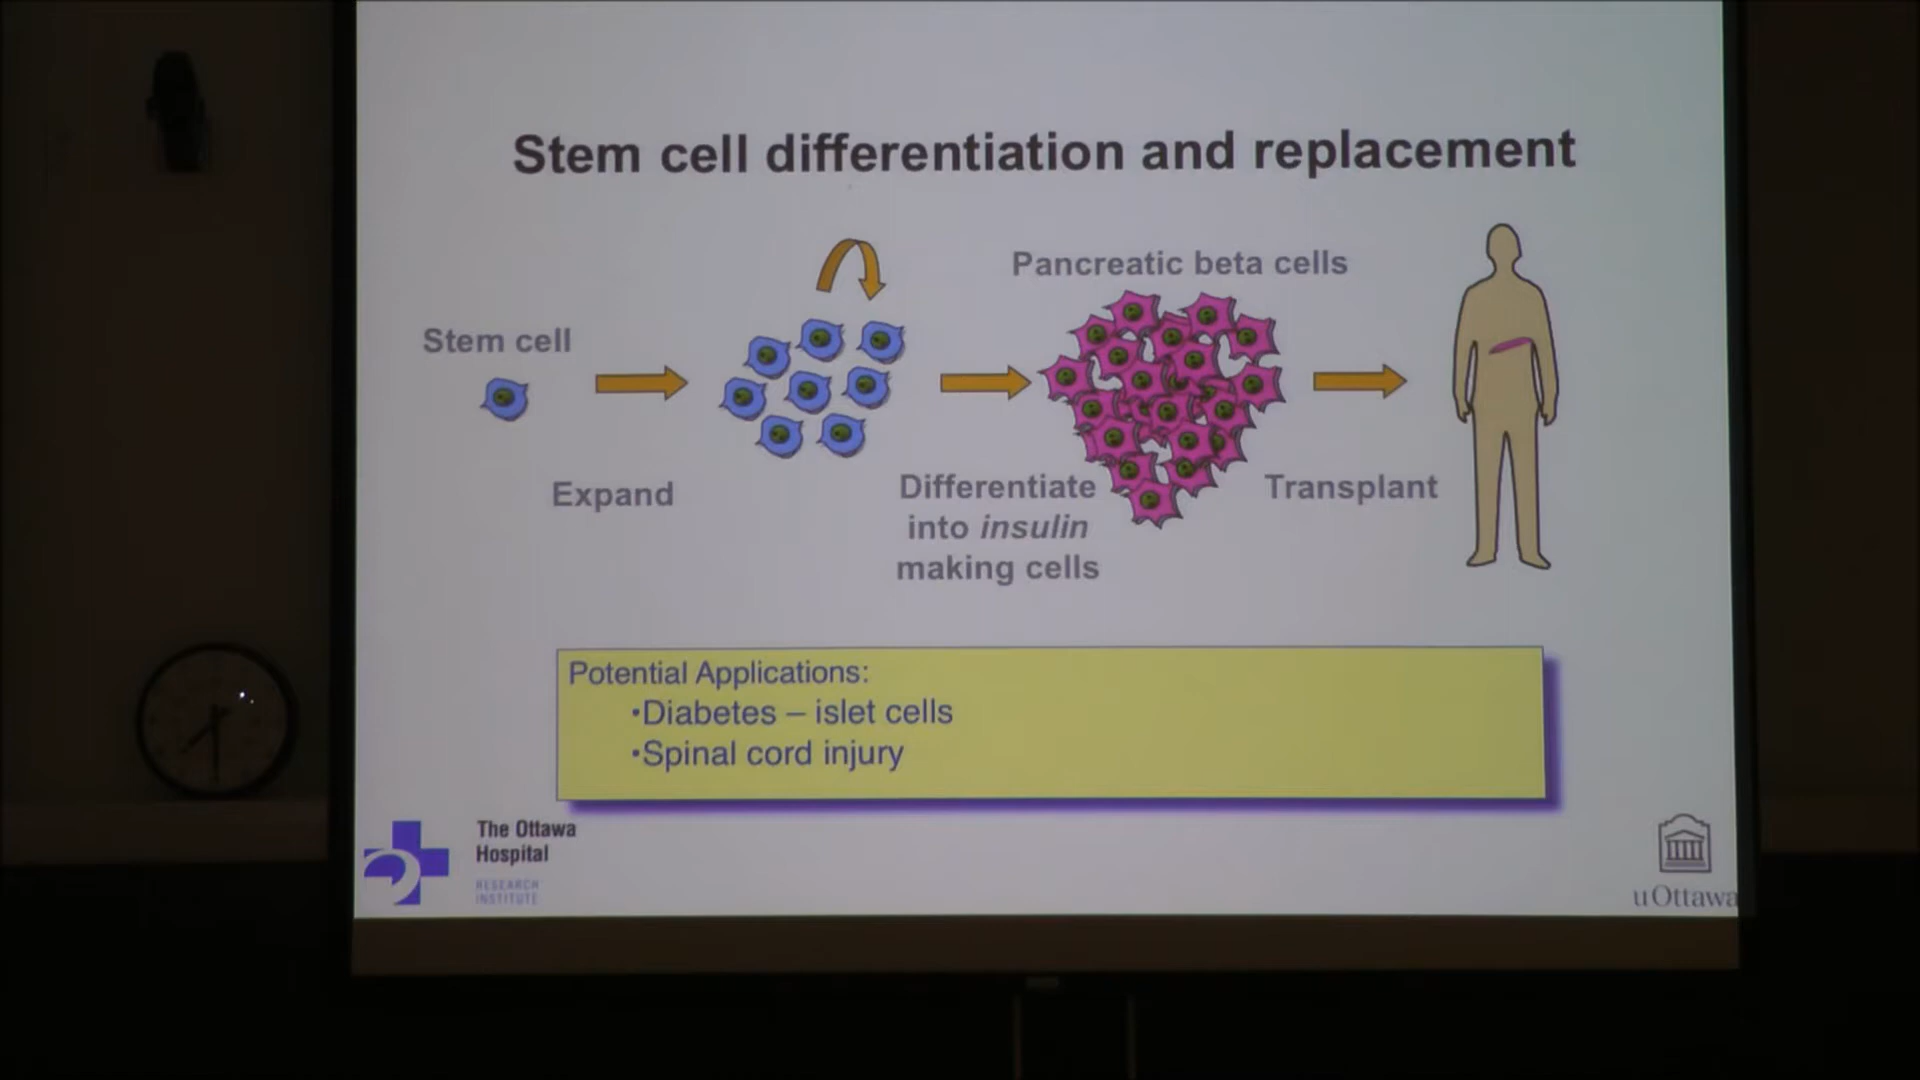 Stem cell differentiation and replacement
Pancreatic beta cells
Stem cell
Expand
Differentiate
into insulin
making cells
Transplant
Potential Applications:
•Diabetes – islet cells
•Spinal cord injury
The Ottawa
Hospital
RESEARCH
INSTITUTE
uOttawa